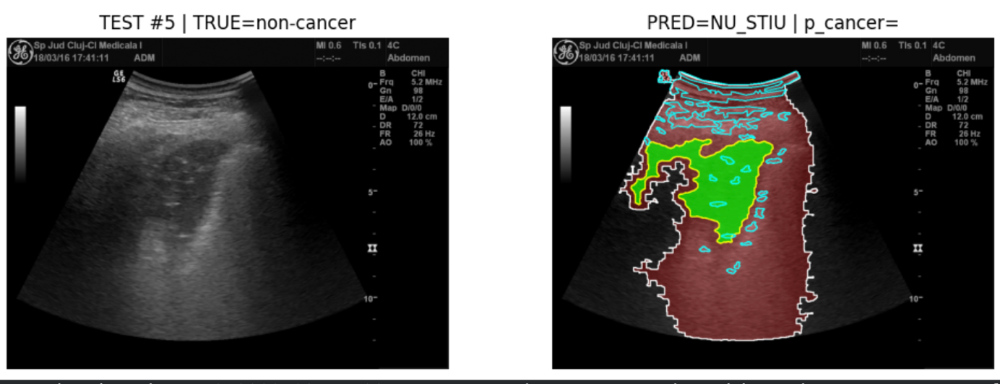 TEST #5 | TRUE=non-cancer
Sp Jud Cluj-Cl Medicala I
18/03/16 17:41:11 ADM
MI 0.6 TIs 0.1 4C
--:--:-- Abdomen
GE
L56
B CHI
Frq 5.2 MHz
Gn 98
E/A 1/2
Map D/0/0
D 12.0 cm
DR 72
FR 26 Hz
AO 100 %
0-
5-
10-
PRED=NU_STIU | p_cancer=
Sp Jud Cluj-Cl Medicala I
18/03/16 17:41:11 ADM
MI 0.6 TIs 0.1 4C
--:--:-- Abdomen
B CHI
Frq 5.2 MHz
Gn 98
E/A 1/2
Map D/0/0
D 12.0 cm
DR 72
FR 26 Hz
AO 100 %
0-
5-
10-